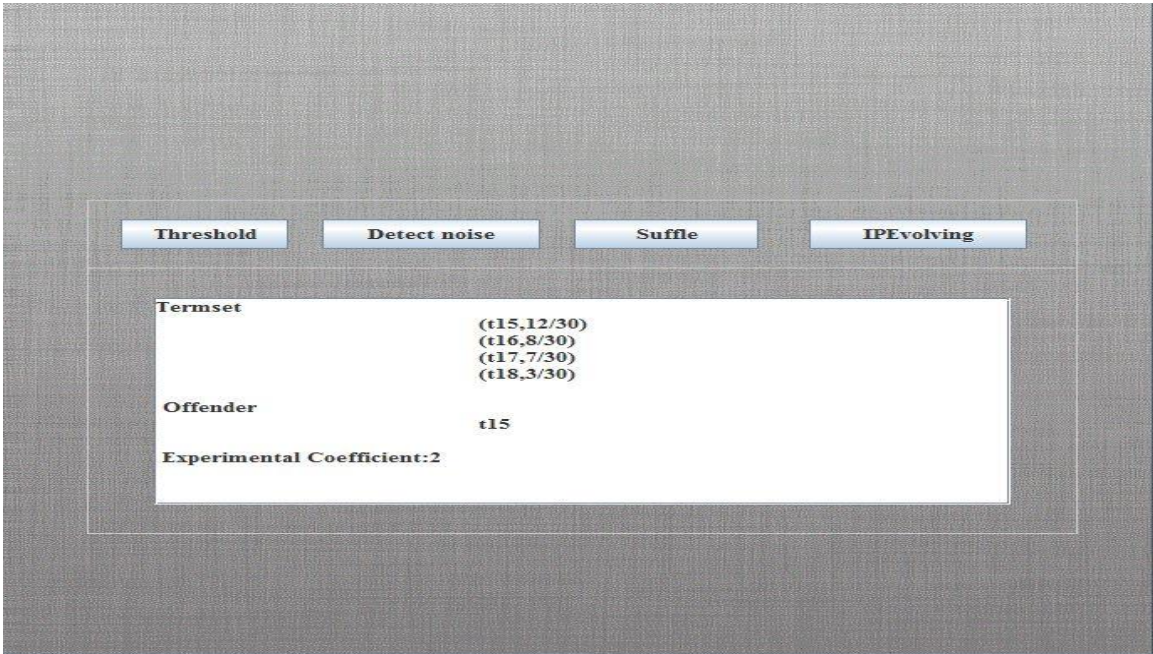 Threshold Detect noise Suffle IPEvolving
Termset
(t15,12/30)
(t16,8/30)
(t17,7/30)
(t18,3/30)
Offender
t15
Experimental Coefficient:2